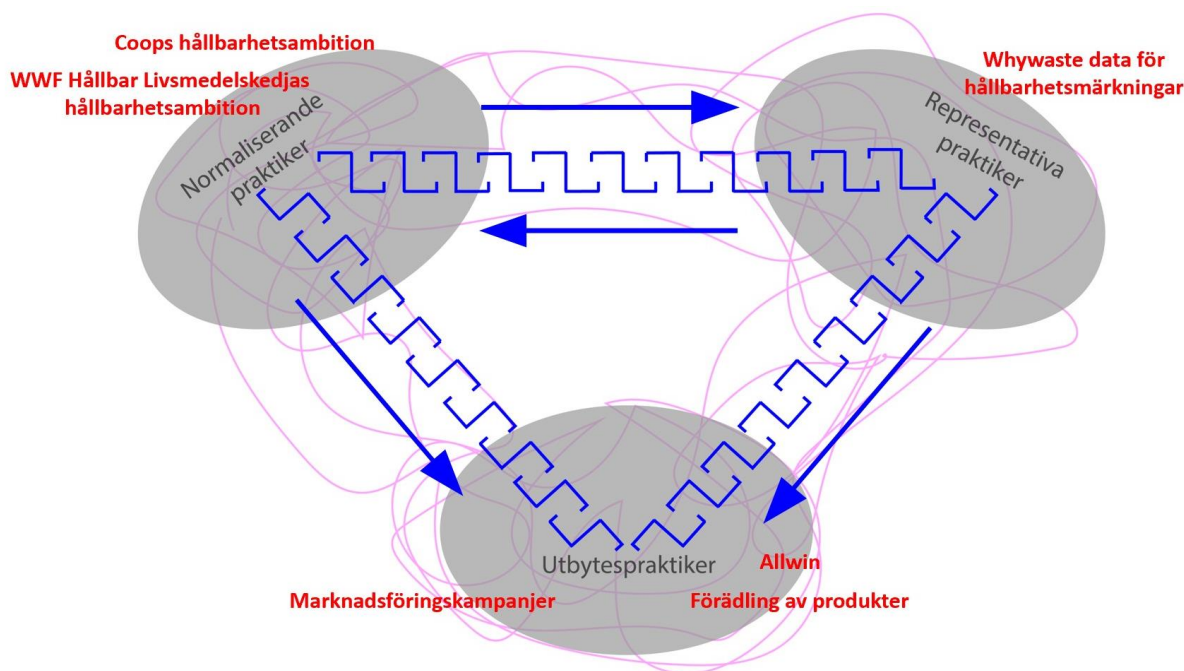 Coops hållbarhetsambition
WWF Hållbar Livsmedelskedjas
hållbarhetsambition
Normaliserande
praktiker
Whywaste data för
hållbarhetsmärkningar
Representativa
praktiker
Utbytespraktiker
Allwin
Marknadsföringskampanjer
Förädling av produkter